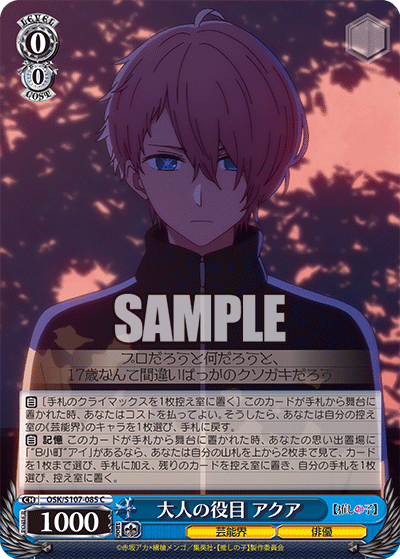 LEVEL
0
0
COST
SAMPLE
プロだろうと何だろうと、
17歳なんて間違いばっかのクソガキだろう
【自】［手札のクライマックスを1枚控え室に置く］このカードが手札から舞台に
置かれた時、あなたはコストを払ってよい。そうしたら、あなたは自分の控え
室の《芸能界》のキャラを1枚選び、手札に戻す。
【自】記憶 このカードが手札から舞台に置かれた時、あなたの思い出置場に
「“B小町”アイ」があるなら、あなたは自分の山札を上から2枚まで見て、カー
ドを1枚まで選び、手札に加え、残りのカードを控え室に置き、自分の手札を1枚
選び、控え室に置く。
CH OSK/S107-085 C
POWER
1000
大人の役目 アクア
【推しの子】
芸能界
俳優
©赤坂アカ×横槍メンゴ／集英社・【推しの子】製作委員会